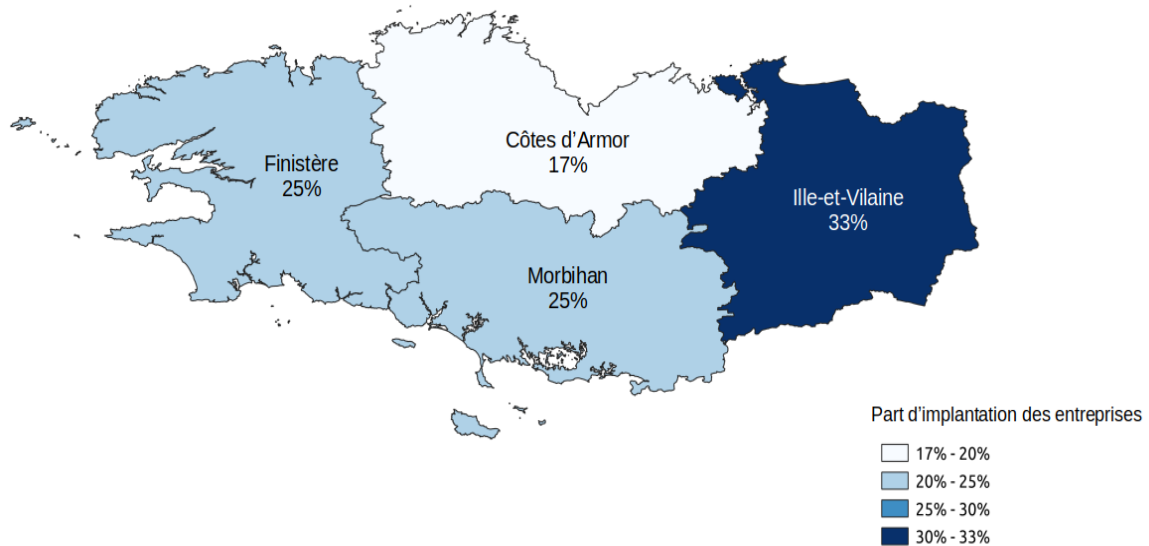 Côtes d'Armor
17%
Finistère
25%
Ille-et-Vilaine
33%
Morbihan
25%
Part d'implantation des entreprises
17% - 20%
20% - 25%
25% - 30%
30% - 33%